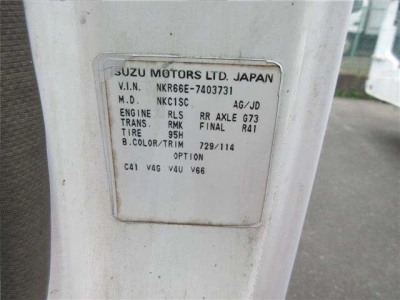 SUZU MOTORS LTD. JAPAN
V.I.N. NKR66E-7403731
M.D. NKC1SC AG/JD
ENGINE RLS RR AXLE G73
TRANS. RMK FINAL R41
TIRE 95H
B.COLOR/TRIM 729/114
OPTION
C41 V4G V4U V66